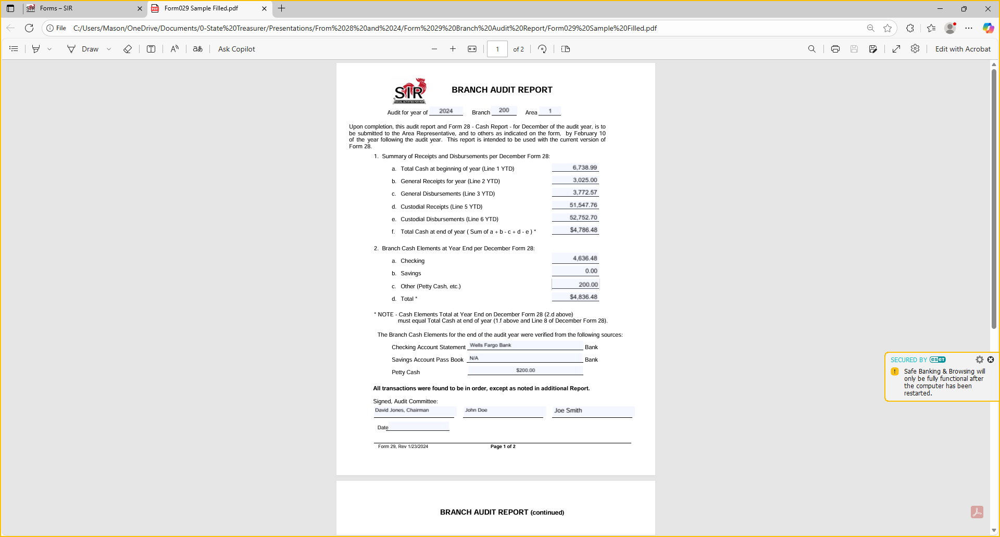 Forms – SIR
Form029 Sample Filled.pdf
File C:/Users/Mason/OneDrive/Documents/0-State%20Treasurer/Presentations/From%2028%20and%2024/Form%2029%20Branch%20Audit%20Report/Form029%20Sample%20Filled.pdf
Draw
aあ
Ask Copilot
1 of 2
Edit with Acrobat
SIR
BRANCH AUDIT REPORT
Audit for year of 2024 Branch 200 Area 1
Upon completion, this audit report and Form 28 - Cash Report - for December of the audit year, is to
be submitted to the Area Representative, and to others as indicated on the form, by February 10
of the year following the audit year. This report is intended to be used with the current version of
Form 28.
1. Summary of Receipts and Disbursements per December Form 28:
a. Total Cash at beginning of year (Line 1 YTD) 6,738.99
b. General Receipts for year (Line 2 YTD) 3,025.00
c. General Disbursements (Line 3 YTD) 3,772.57
d. Custodial Receipts (Line 5 YTD) 51,547.76
e. Custodial Disbursements (Line 6 YTD) 52,752.70
f. Total Cash at end of year ( Sum of a + b - c + d - e ) * $4,786.48
2. Branch Cash Elements at Year End per December Form 28:
a. Checking 4,636.48
b. Savings 0.00
c. Other (Petty Cash, etc.) 200.00
d. Total * $4,836.48
* NOTE - Cash Elements Total at Year End on December Form 28 (2.d above)
must equal Total Cash at end of year (1.f above and Line 8 of December Form 28).
The Branch Cash Elements for the end of the audit year were verified from the following sources:
Checking Account Statement Wells Fargo Bank Bank
Savings Account Pass Book N/A Bank
Petty Cash $200.00
All transactions were found to be in order, except as noted in additional Report.
Signed, Audit Committee:
David Jones, Chairman John Doe Joe Smith
Date
Form 29, Rev 1/23/2024 Page 1 of 2
BRANCH AUDIT REPORT (continued)
SECURED BY eseT
Safe Banking & Browsing will
only be fully functional after
the computer has been
restarted.